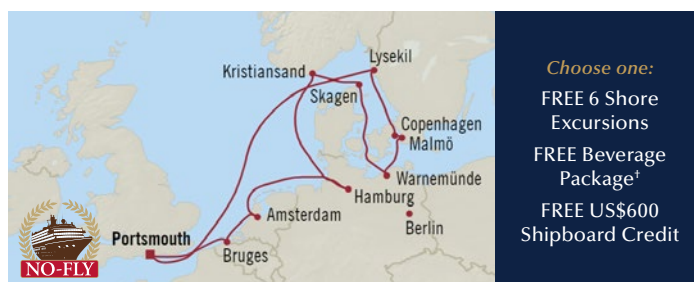 Kristiansand
Lysekil
Skagen
Copenhagen
Malmö
Warnemünde
Hamburg
Berlin
Amsterdam
Bruges
Portsmouth
NO-FLY
Choose one:
FREE 6 Shore
Excursions
FREE Beverage
Package†
FREE US$600
Shipboard Credit